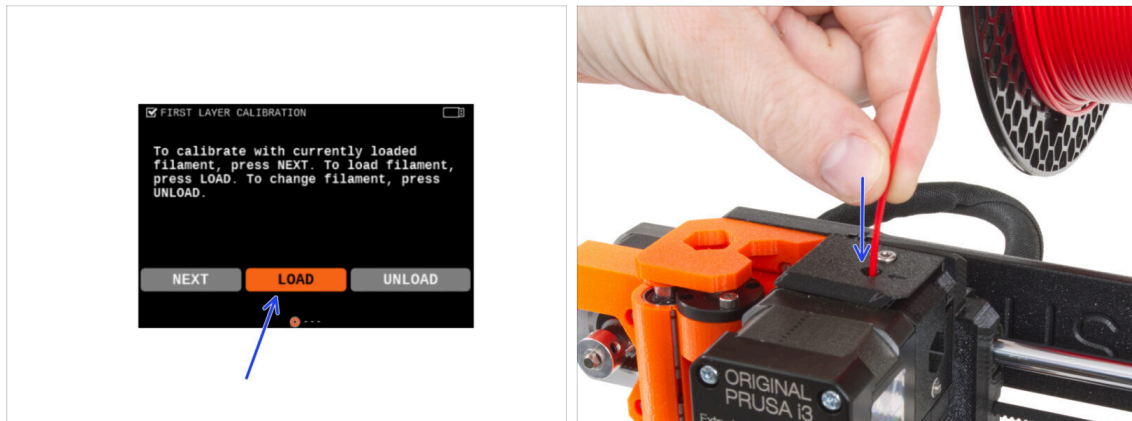 FIRST LAYER CALIBRATION
To calibrate with currently loaded
filament, press NEXT. To load filament,
press LOAD. To change filament, press
UNLOAD.
NEXT
LOAD
UNLOAD
---
ORIGINAL
PRUSA i3